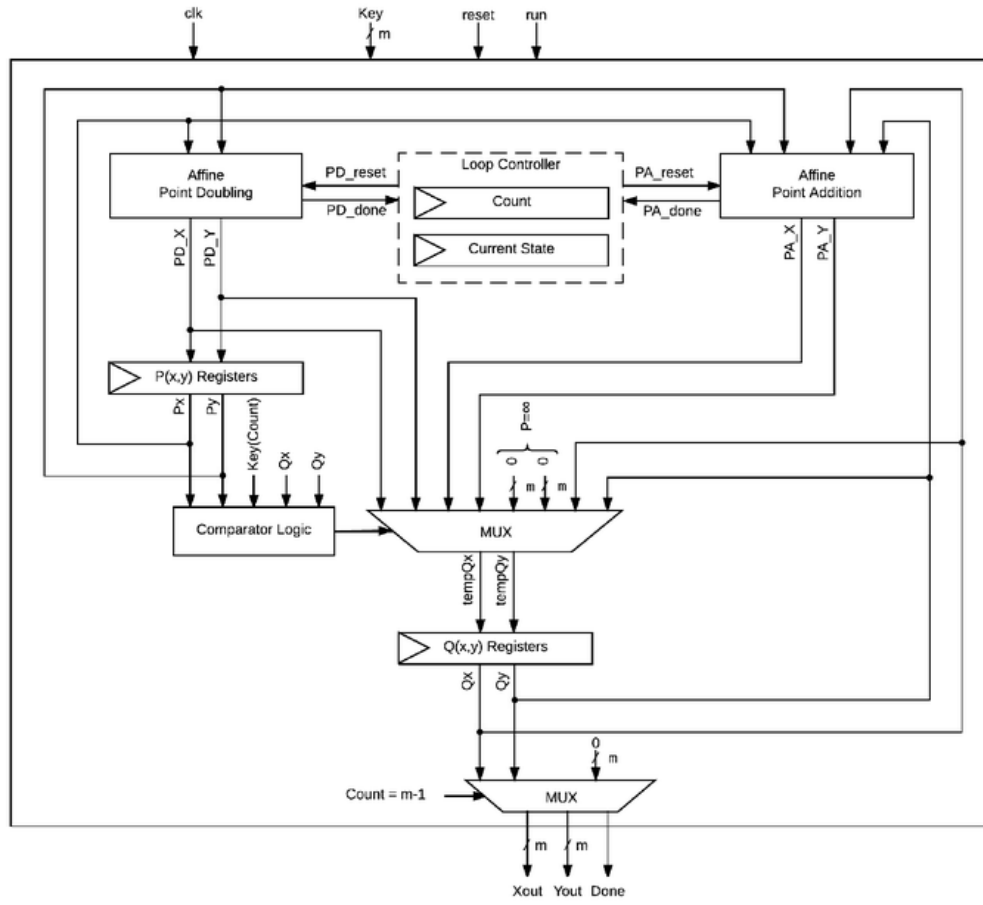 clk
Key
m
reset
run
Affine
Point Doubling
PD_reset
PD_done
Loop Controller
Count
Current State
PA_reset
PA_done
Affine
Point Addition
PD_X
PD_Y
PA_X
PA_Y
P(x,y) Registers
Px
Py
Key(Count)
Qx
Qy
P=∞
0
0
m
m
Comparator Logic
MUX
tempQx
tempQy
Q(x,y) Registers
Qx
Qy
0
m
Count = m-1
MUX
m
m
Xout
Yout
Done